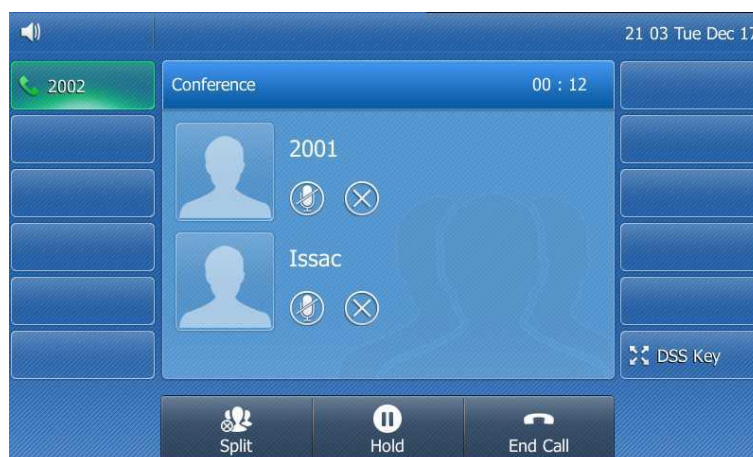 21 03 Tue Dec 17
2002
Conference 00 : 12
2001
Issac
DSS Key
Split Hold End Call